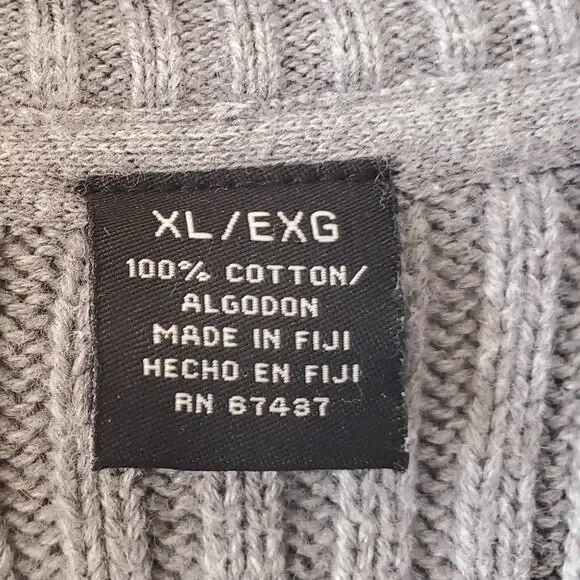 XL/EXG
100% COTTON/
ALGODON
MADE IN FIJI
HECHO EN FIJI
RN 67437